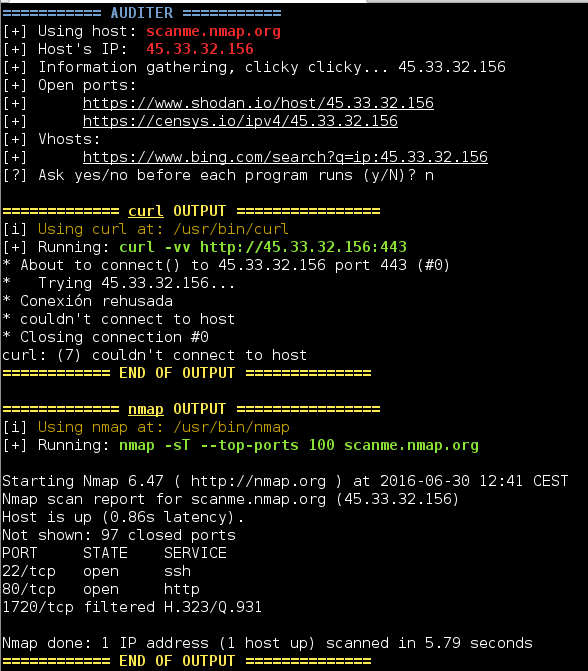 =========== AUDITER ===========
[+] Using host: scanme.nmap.org
[+] Host's IP:  45.33.32.156
[+] Information gathering, clicky clicky... 45.33.32.156
[+] Open ports:
[+]      https://www.shodan.io/host/45.33.32.156
[+]      https://censys.io/ipv4/45.33.32.156
[+] Vhosts:
[+]      https://www.bing.com/search?q=ip:45.33.32.156
[?] Ask yes/no before each program runs (y/N)? n

============= curl OUTPUT ================
[i] Using curl at: /usr/bin/curl
[+] Running: curl -vv http://45.33.32.156:443
* About to connect() to 45.33.32.156 port 443 (#0)
*   Trying 45.33.32.156...
* Conexión rehusada
* couldn't connect to host
* Closing connection #0
curl: (7) couldn't connect to host
============ END OF OUTPUT ==============

============= nmap OUTPUT ================
[i] Using nmap at: /usr/bin/nmap
[+] Running: nmap -sT --top-ports 100 scanme.nmap.org

Starting Nmap 6.47 ( http://nmap.org ) at 2016-06-30 12:41 CEST
Nmap scan report for scanme.nmap.org (45.33.32.156)
Host is up (0.86s latency).
Not shown: 97 closed ports
PORT     STATE    SERVICE
22/tcp   open     ssh
80/tcp   open     http
1720/tcp filtered H.323/Q.931

Nmap done: 1 IP address (1 host up) scanned in 5.79 seconds
============ END OF OUTPUT ==============